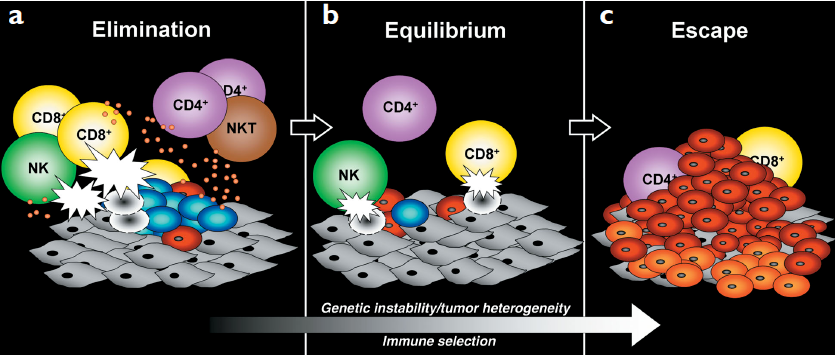 a
Elimination
b
Equilibrium
c
Escape
CD8+
CD8+
NK
CD4+
D4+
NKT
CD4+
NK
CD8+
CD4+
CD8+
Genetic instability/tumor heterogeneity
Immune selection